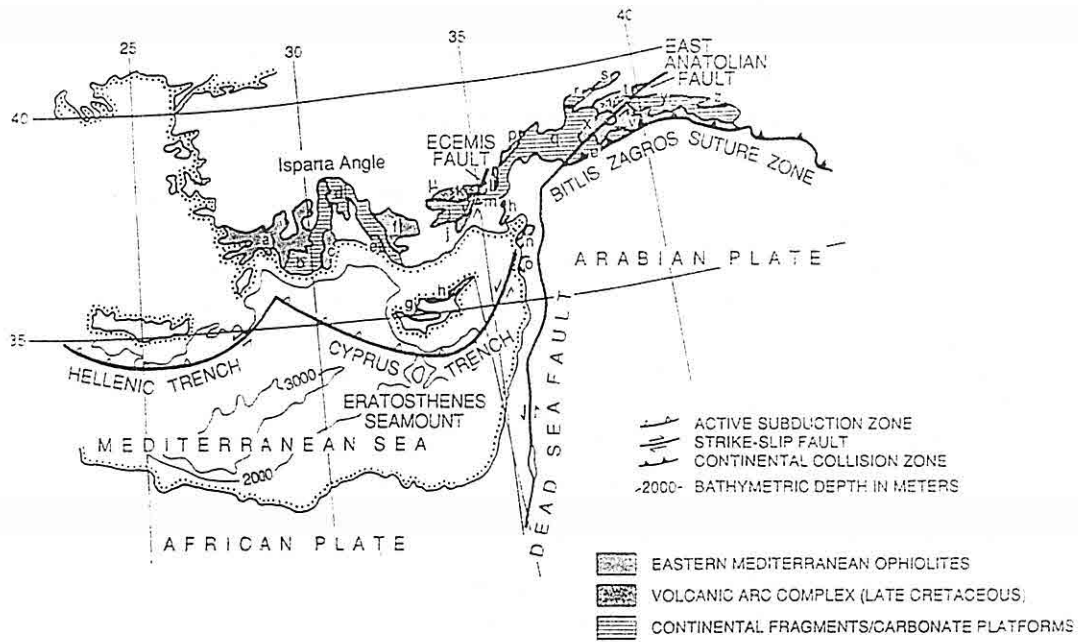 25
30
35
40
EAST
ANATOLIAN
FAULT
40
ECEMIS
FAULT
Isparta Angle
BITLIS ZAGROS SUTURE ZONE
a
b
c
e
g
h
h
j
k
m
n
o
p
q
r
s
x
y
ARABIAN PLATE
35
HELLENIC TRENCH
CYPRUS TRENCH
DEAD SEA FAULT
3000
ERATOSTHENES
SEAMOUNT
MEDITERRANEAN SEA
2000
AFRICAN PLATE
ACTIVE SUBDUCTION ZONE
STRIKE-SLIP FAULT
CONTINENTAL COLLISION ZONE
-2000- BATHYMETRIC DEPTH IN METERS
EASTERN MEDITERRANEAN OPHIOLITES
VOLCANIC ARC COMPLEX (LATE CRETACEOUS)
CONTINENTAL FRAGMENTS/CARBONATE PLATFORMS